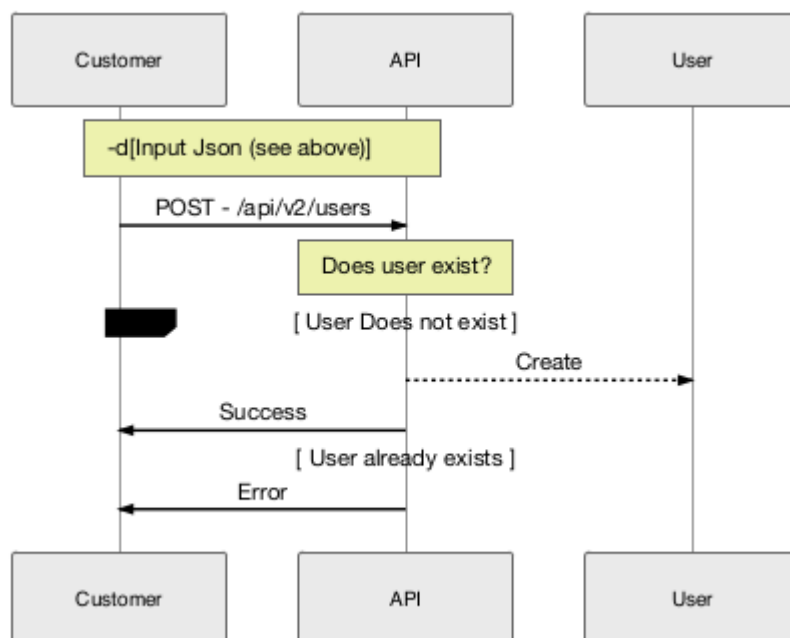 Customer
API
User
-d[Input Json (see above)]
POST - /api/v2/users
Does user exist?
[ User Does not exist ]
Create
Success
[ User already exists ]
Error
Customer
API
User